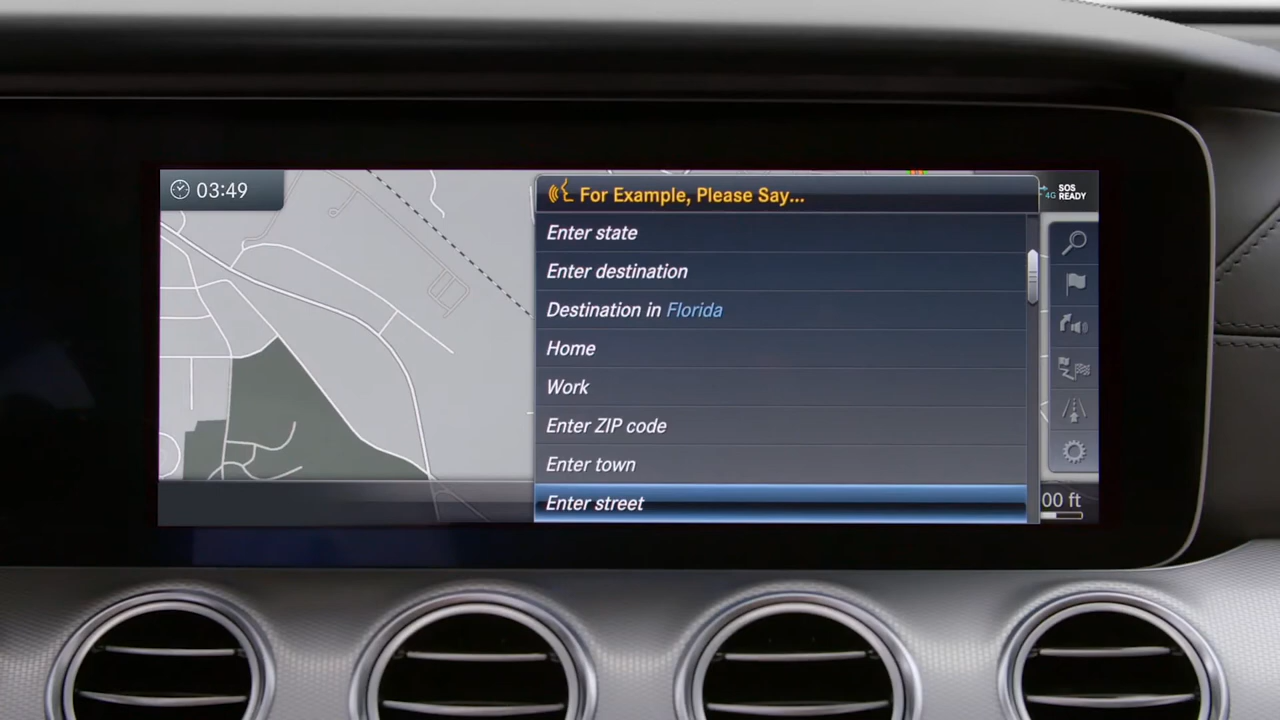 03:49
For Example, Please Say...
4G SOS READY
Enter state
Enter destination
Destination in Florida
Home
Work
Enter ZIP code
Enter town
Enter street
00 ft